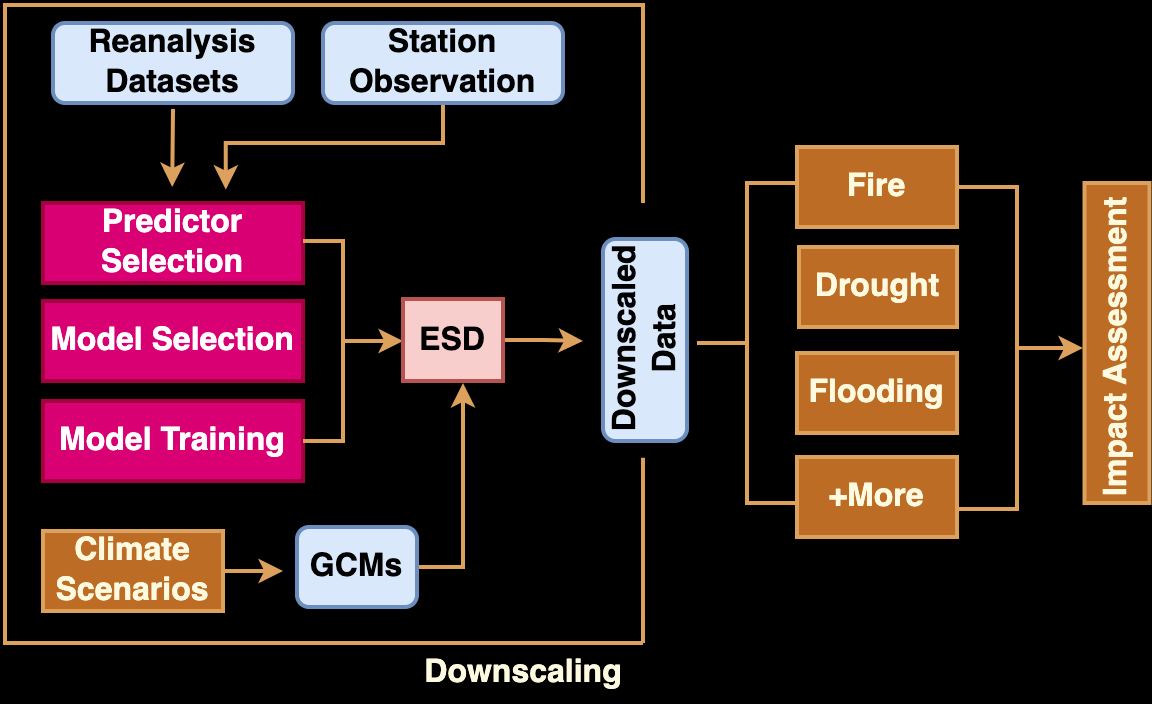 Reanalysis
Datasets
Station
Observation
Predictor
Selection
Model Selection
Model Training
ESD
Climate
Scenarios
GCMs
Downscaled
Data
Fire
Drought
Flooding
+More
Impact Assessment
Downscaling